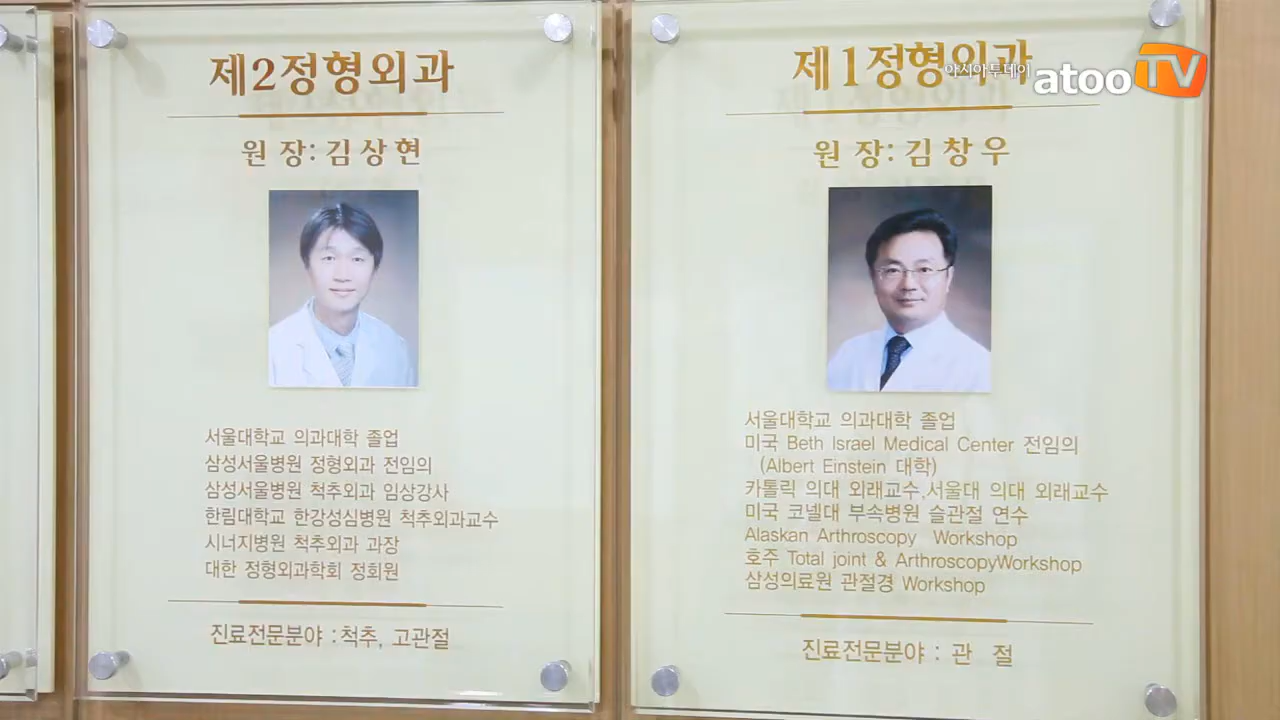 제2정형외과
원 장: 김상현
서울대학교 의과대학 졸업
삼성서울병원 정형외과 전임의
삼성서울병원 척추외과 임상강사
한림대학교 한강성심병원 척추외과교수
시너지병원 척추외과 과장
대한 정형외과학회 정회원
진료전문분야 :척추, 고관절
제1정형외과
원 장: 김창우
서울대학교 의과대학 졸업
미국 Beth Israel Medical Center 전임의
(Albert Einstein 대학)
카톨릭 의대 외래교수,서울대 의대 외래교수
미국 코넬대 부속병원 슬관절 연수
Alaskan Arthroscopy Workshop
호주 Total joint & ArthroscopyWorkshop
삼성의료원 관절경 Workshop
진료전문분야 : 관 절
아시아투데이 atooTV